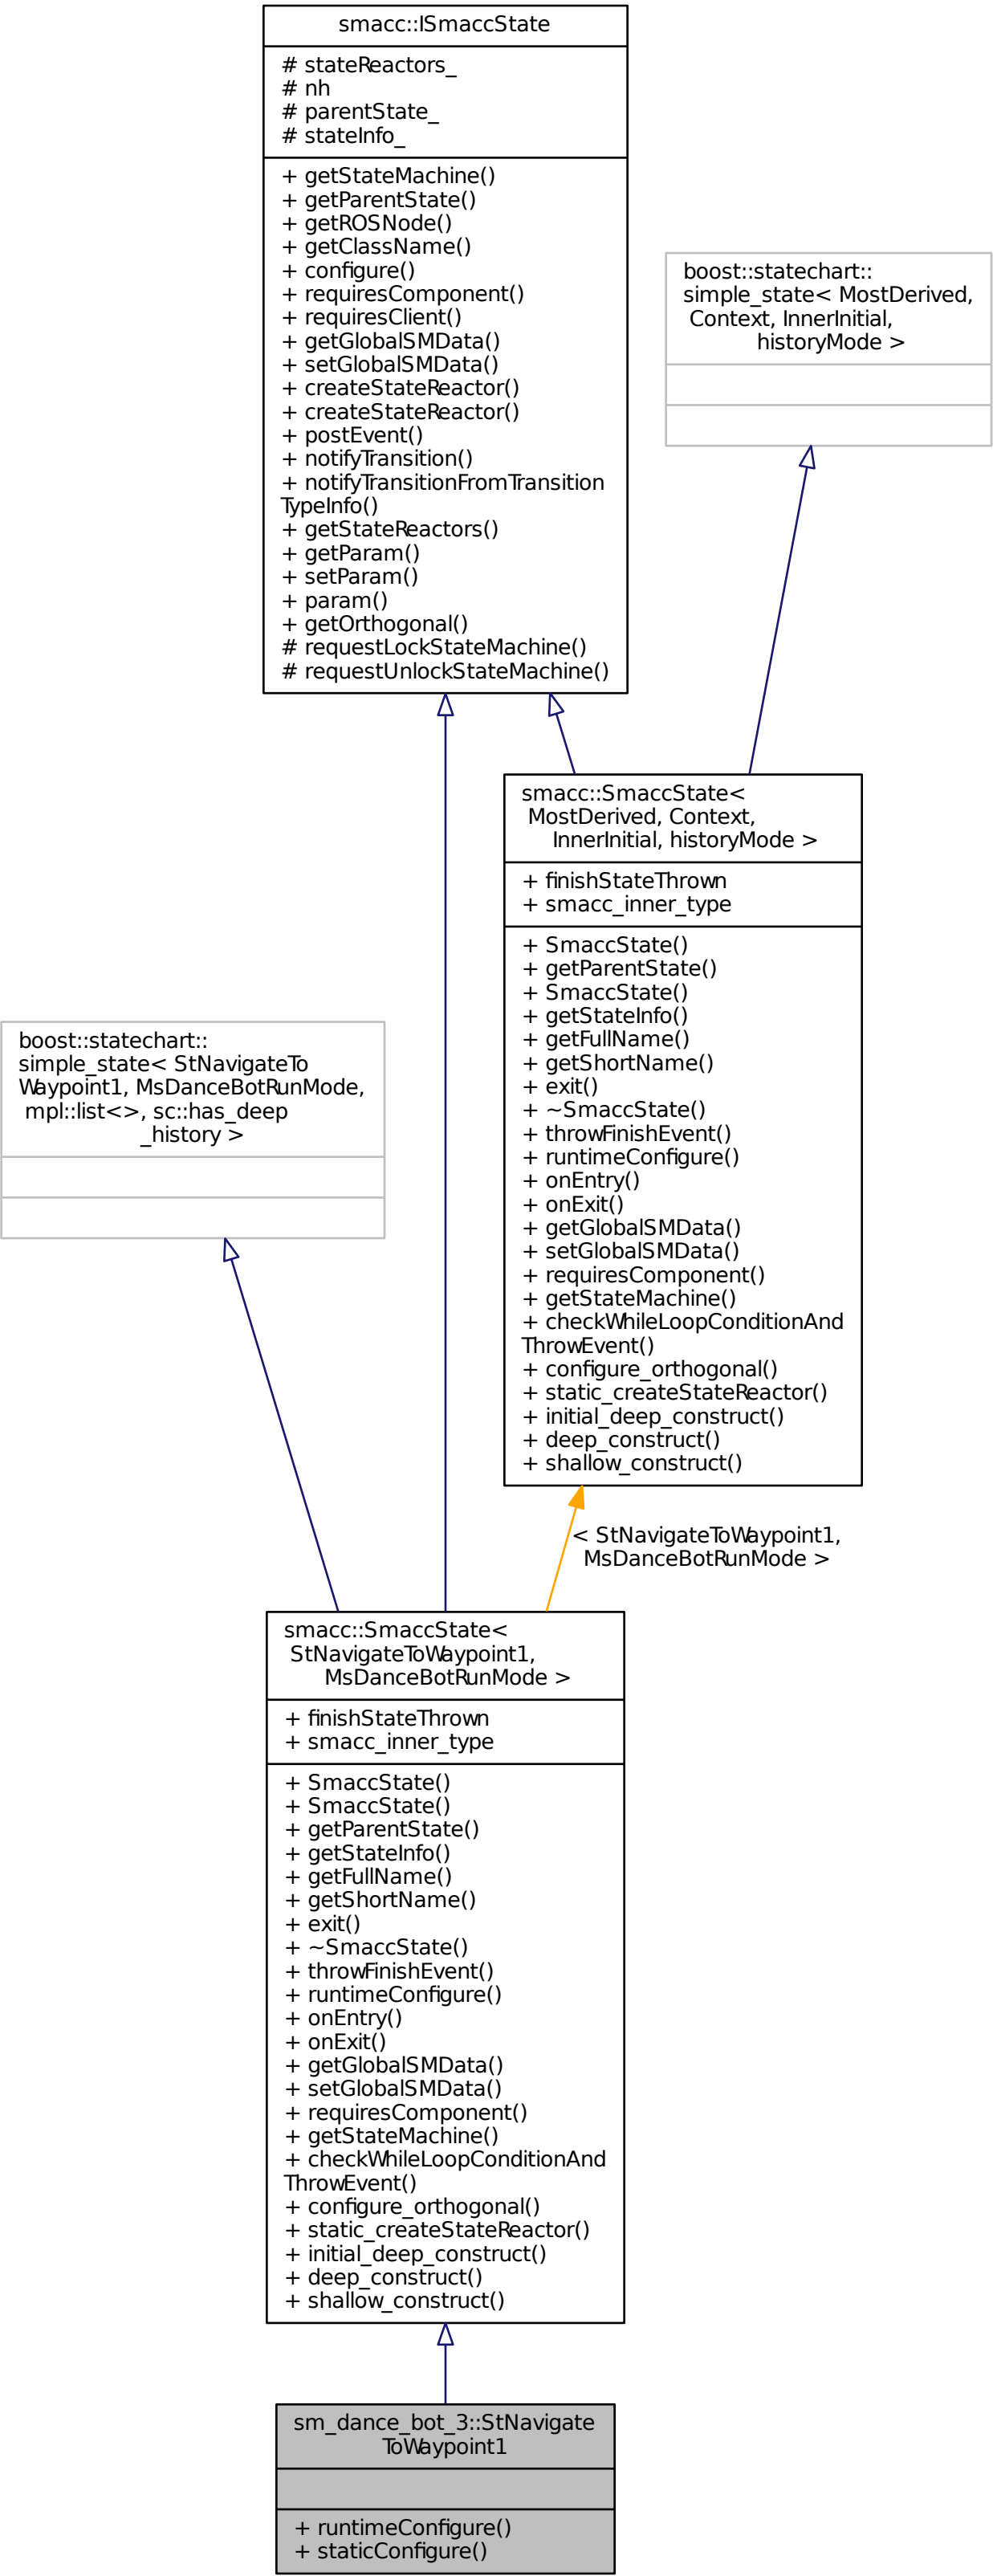 smacc::ISmaccState
# stateReactors_
# nh
# parentState_
# stateInfo_
+ getStateMachine()
+ getParentState()
+ getROSNode()
+ getClassName()
+ configure()
+ requiresComponent()
+ requiresClient()
+ getGlobalSMData()
+ setGlobalSMData()
+ createStateReactor()
+ createStateReactor()
+ postEvent()
+ notifyTransition()
+ notifyTransitionFromTransition
TypeInfo()
+ getStateReactors()
+ getParam()
+ setParam()
+ param()
+ getOrthogonal()
# requestLockStateMachine()
# requestUnlockStateMachine()
boost::statechart::
simple_state< MostDerived,
Context, InnerInitial,
historyMode >
smacc::SmaccState<
MostDerived, Context,
InnerInitial, historyMode >
+ finishStateThrown
+ smacc_inner_type
+ SmaccState()
+ getParentState()
+ SmaccState()
+ getStateInfo()
+ getFullName()
+ getShortName()
+ exit()
+ ~SmaccState()
+ throwFinishEvent()
+ runtimeConfigure()
+ onEntry()
+ onExit()
+ getGlobalSMData()
+ setGlobalSMData()
+ requiresComponent()
+ getStateMachine()
+ checkWhileLoopConditionAnd
ThrowEvent()
+ configure_orthogonal()
+ static_createStateReactor()
+ initial_deep_construct()
+ deep_construct()
+ shallow_construct()
boost::statechart::
simple_state< StNavigateTo
Waypoint1, MsDanceBotRunMode,
mpl::list<>, sc::has_deep
_history >
< StNavigateToWaypoint1,
MsDanceBotRunMode >
smacc::SmaccState<
StNavigateToWaypoint1,
MsDanceBotRunMode >
+ finishStateThrown
+ smacc_inner_type
+ SmaccState()
+ SmaccState()
+ getParentState()
+ getStateInfo()
+ getFullName()
+ getShortName()
+ exit()
+ ~SmaccState()
+ throwFinishEvent()
+ runtimeConfigure()
+ onEntry()
+ onExit()
+ getGlobalSMData()
+ setGlobalSMData()
+ requiresComponent()
+ getStateMachine()
+ checkWhileLoopConditionAnd
ThrowEvent()
+ configure_orthogonal()
+ static_createStateReactor()
+ initial_deep_construct()
+ deep_construct()
+ shallow_construct()
sm_dance_bot_3::StNavigate
ToWaypoint1
+ runtimeConfigure()
+ staticConfigure()